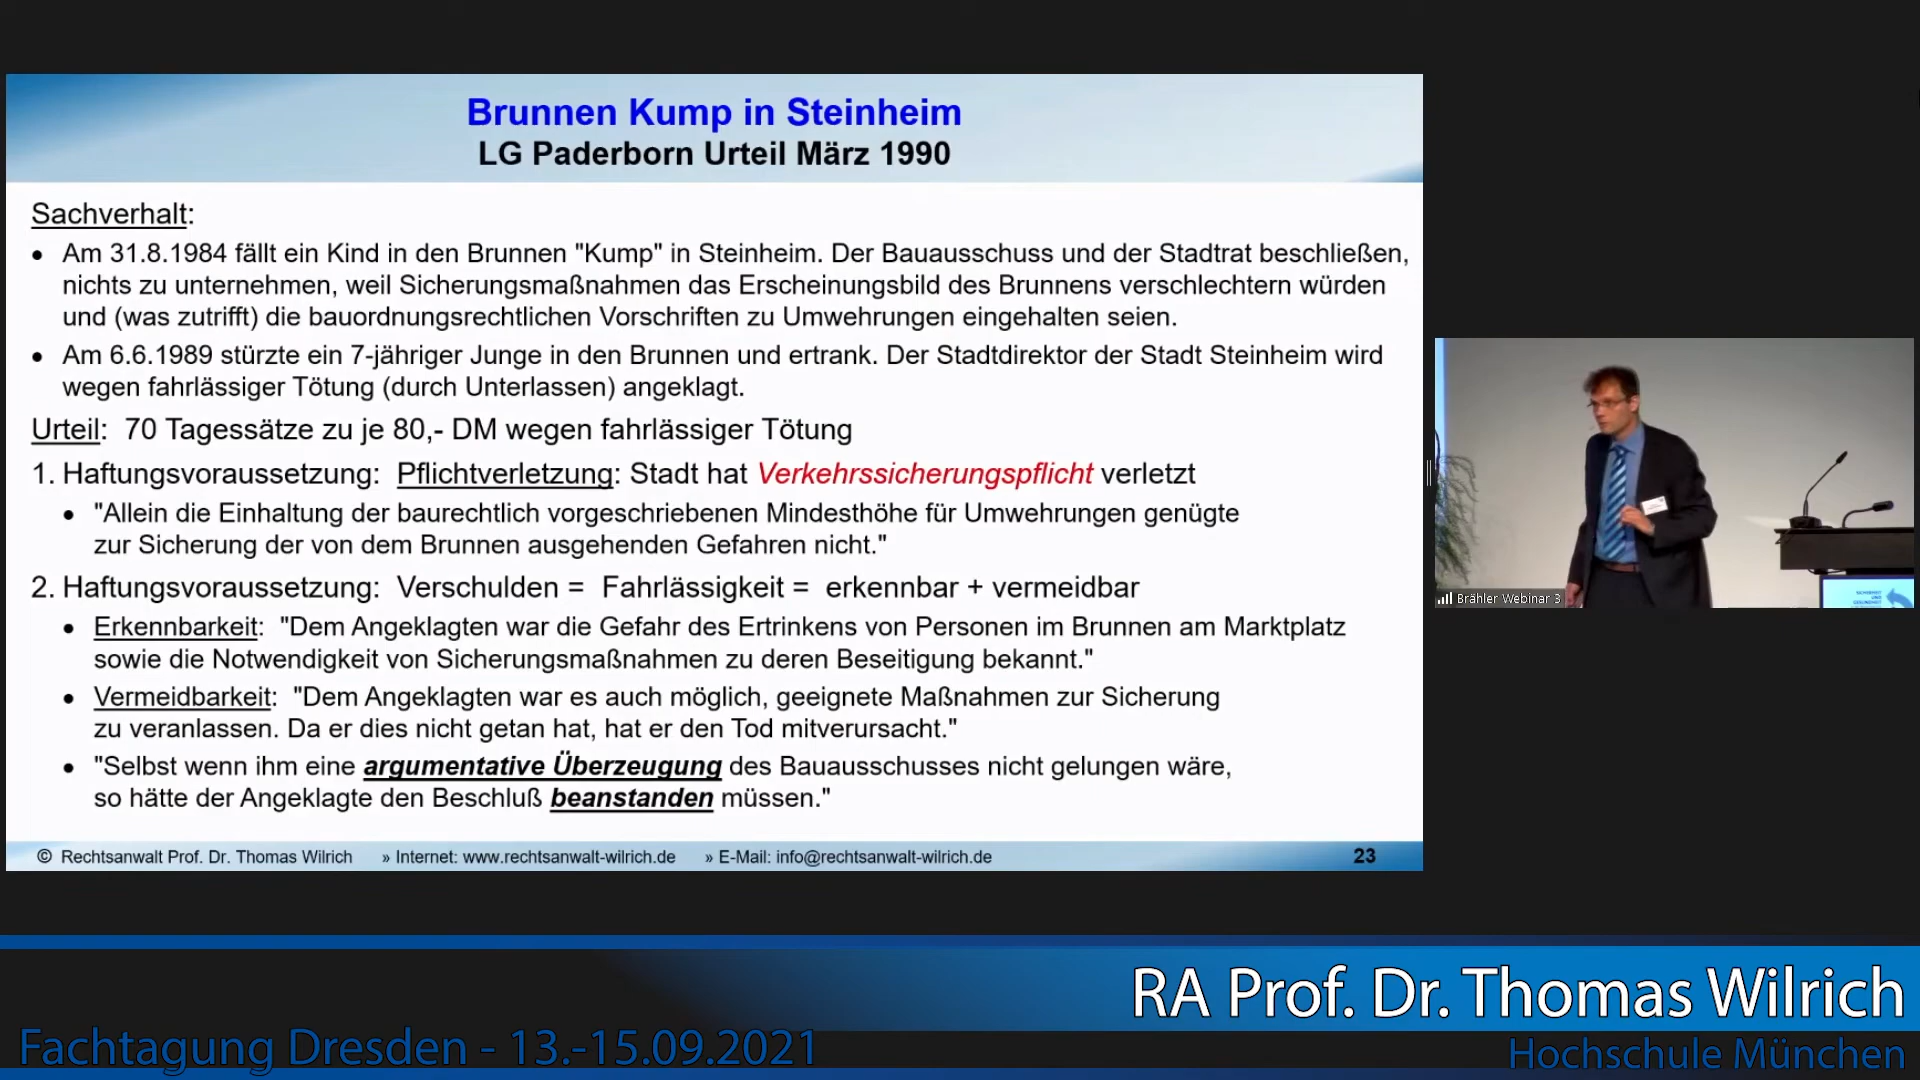 Brunnen Kump in Steinheim
LG Paderborn Urteil März 1990
Sachverhalt:
• Am 31.8.1984 fällt ein Kind in den Brunnen "Kump" in Steinheim. Der Bauausschuss und der Stadtrat beschließen,
nichts zu unternehmen, weil Sicherungsmaßnahmen das Erscheinungsbild des Brunnens verschlechtern würden
und (was zutrifft) die bauordnungsrechtlichen Vorschriften zu Umwehrungen eingehalten seien.
• Am 6.6.1989 stürzte ein 7-jähriger Junge in den Brunnen und ertrank. Der Stadtdirektor der Stadt Steinheim wird
wegen fahrlässiger Tötung (durch Unterlassen) angeklagt.
Urteil: 70 Tagessätze zu je 80,- DM wegen fahrlässiger Tötung
1. Haftungsvoraussetzung: Pflichtverletzung: Stadt hat Verkehrssicherungspflicht verletzt
• "Allein die Einhaltung der baurechtlich vorgeschriebenen Mindesthöhe für Umwehrungen genügte
zur Sicherung der von dem Brunnen ausgehenden Gefahren nicht."
2. Haftungsvoraussetzung: Verschulden = Fahrlässigkeit = erkennbar + vermeidbar
• Erkennbarkeit: "Dem Angeklagten war die Gefahr des Ertrinkens von Personen im Brunnen am Marktplatz
sowie die Notwendigkeit von Sicherungsmaßnahmen zu deren Beseitigung bekannt."
• Vermeidbarkeit: "Dem Angeklagten war es auch möglich, geeignete Maßnahmen zur Sicherung
zu veranlassen. Da er dies nicht getan hat, hat er den Tod mitverursacht."
• "Selbst wenn ihm eine argumentative Überzeugung des Bauausschusses nicht gelungen wäre,
so hätte der Angeklagte den Beschluß beanstanden müssen."
© Rechtsanwalt Prof. Dr. Thomas Wilrich » Internet: www.rechtsanwalt-wilrich.de » E-Mail: info@rechtsanwalt-wilrich.de 23
Brähler Webinar 3
SICHERHEIT
UND
GESUNDHEIT
RA Prof. Dr. Thomas Wilrich
Fachtagung Dresden - 13.-15.09.2021
Hochschule München